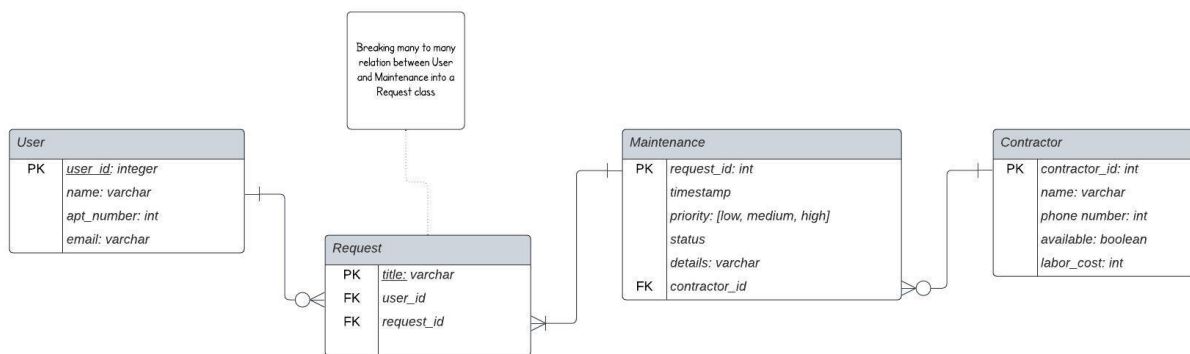 Breaking many to many
relation between User
and Maintenance into a
Request class
User
PK user_id: integer
name: varchar
apt_number: int
email: varchar
Request
PK title: varchar
FK user_id
FK request_id
Maintenance
PK request_id: int
timestamp
priority: [low, medium, high]
status
details: varchar
FK contractor_id
Contractor
PK contractor_id: int
name: varchar
phone number: int
available: boolean
labor_cost: int